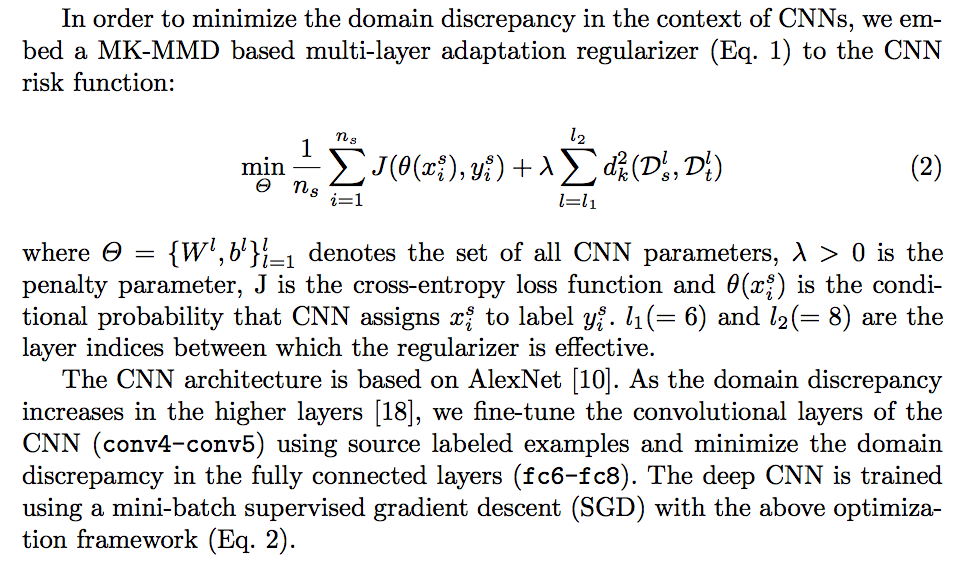 In order to minimize the domain discrepancy in the context of CNNs, we em-
bed a MK-MMD based multi-layer adaptation regularizer (Eq. 1) to the CNN
risk function:
\min_{\Theta} \frac{1}{n_s} \sum_{i=1}^{n_s} J(\theta(x_i^s), y_i^s) + \lambda \sum_{l=l_1}^{l_2} d_k^2(\mathcal{D}_s^l, \mathcal{D}_t^l) (2)
where Θ = {W^l, b^l}_{l=1}^l denotes the set of all CNN parameters, λ > 0 is the
penalty parameter, J is the cross-entropy loss function and θ(x_i^s) is the condi-
tional probability that CNN assigns x_i^s to label y_i^s. l_1(= 6) and l_2(= 8) are the
layer indices between which the regularizer is effective.
The CNN architecture is based on AlexNet [10]. As the domain discrepancy
increases in the higher layers [18], we fine-tune the convolutional layers of the
CNN (conv4-conv5) using source labeled examples and minimize the domain
discrepamcy in the fully connected layers (fc6-fc8). The deep CNN is trained
using a mini-batch supervised gradient descent (SGD) with the above optimiza-
tion framework (Eq. 2).